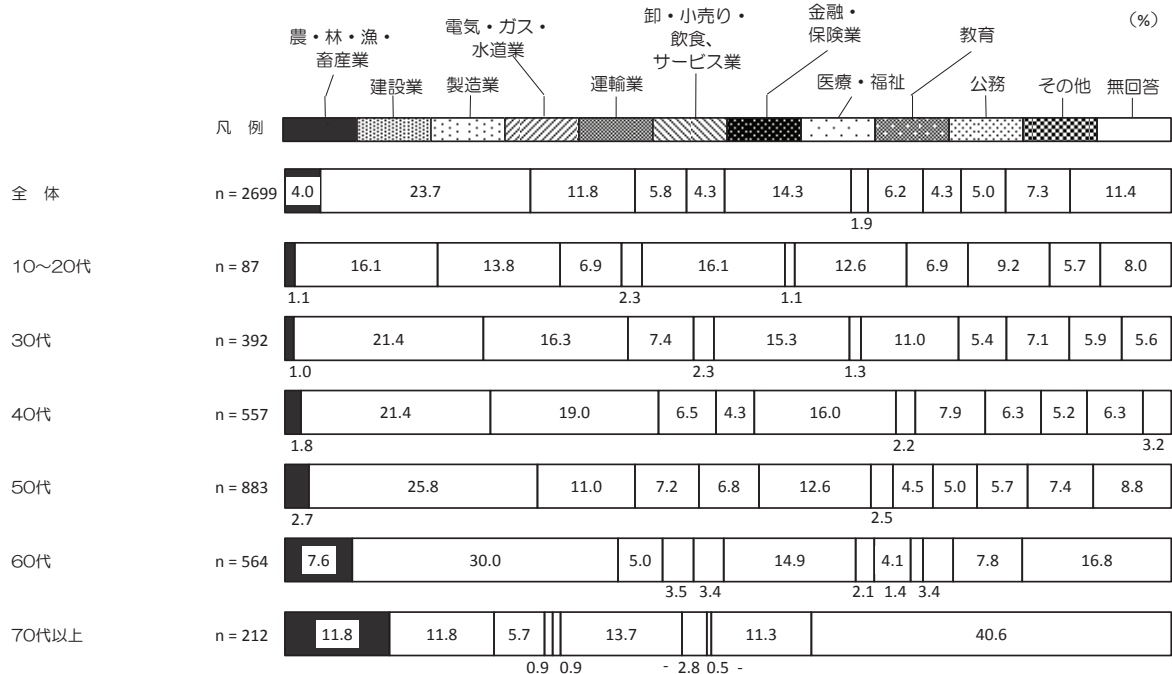 (%)
農・林・漁・
畜産業
建設業
製造業
電気・ガス・
水道業
運輸業
卸・小売り・
飲食、
サービス業
金融・
保険業
医療・福祉
教育
公務
その他
無回答
凡 例
全 体 n = 2699 4.0 23.7 11.8 5.8 4.3 14.3 6.2 4.3 5.0 7.3 11.4
1.9
10～20代 n = 87 16.1 13.8 6.9 16.1 12.6 6.9 9.2 5.7 8.0
1.1 2.3 1.1
30代 n = 392 21.4 16.3 7.4 15.3 11.0 5.4 7.1 5.9 5.6
1.0 2.3 1.3
40代 n = 557 21.4 19.0 6.5 4.3 16.0 7.9 6.3 5.2 6.3
1.8 2.2 3.2
50代 n = 883 25.8 11.0 7.2 6.8 12.6 4.5 5.0 5.7 7.4 8.8
2.7 2.5
60代 n = 564 7.6 30.0 5.0 14.9 4.1 7.8 16.8
3.5 3.4 2.1 1.4 3.4
70代以上 n = 212 11.8 11.8 5.7 13.7 11.3 40.6
0.9 0.9 - 2.8 0.5 -